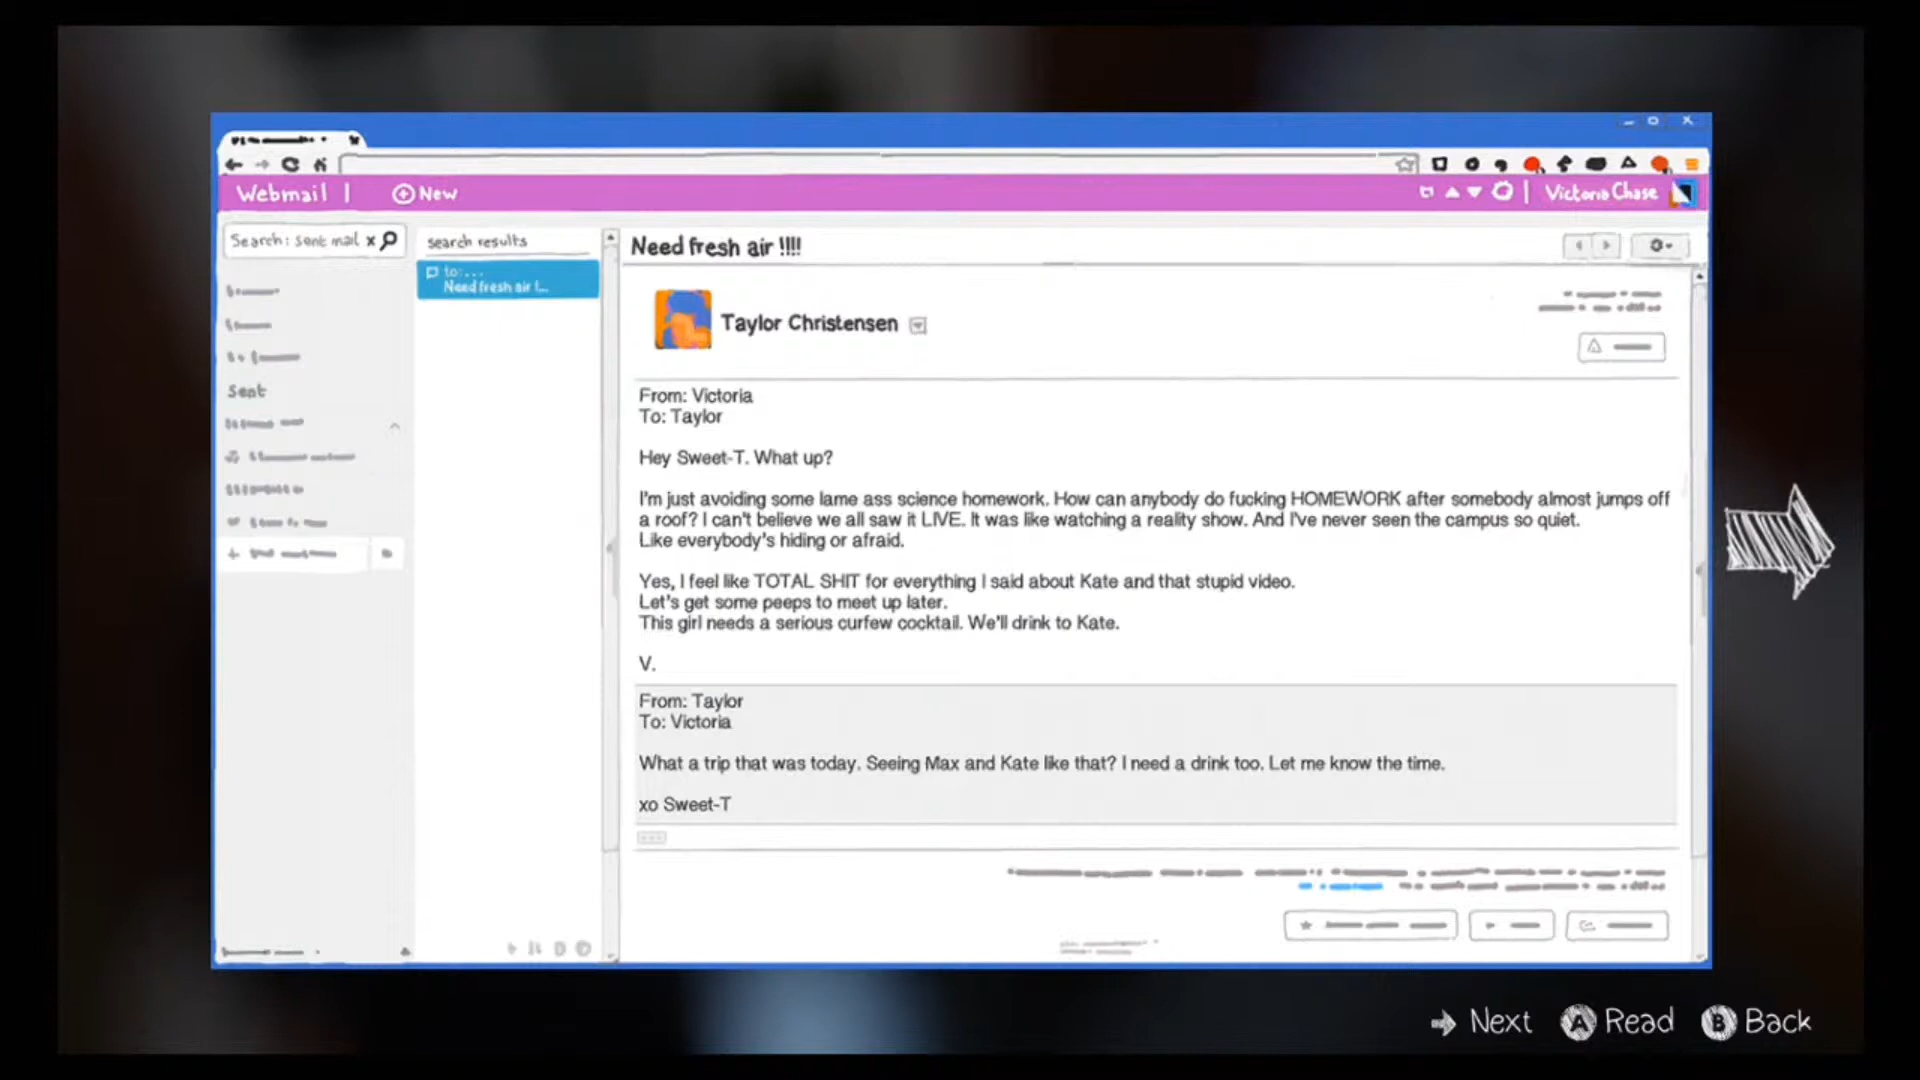 Webmail |
New
Victoria Chase
Search: sent mail x
search results
Need fresh air !!!!
to:...
Need fresh air !...
Taylor Christensen
Sent
From: Victoria
To: Taylor
Hey Sweet-T. What up?
I'm just avoiding some lame ass science homework. How can anybody do fucking HOMEWORK after somebody almost jumps off
a roof? I can't believe we all saw it LIVE. It was like watching a reality show. And I've never seen the campus so quiet.
Like everybody's hiding or afraid.
Yes, I feel like TOTAL SHIT for everything I said about Kate and that stupid video.
Let's get some peeps to meet up later.
This girl needs a serious curfew cocktail. We'll drink to Kate.
V.
From: Taylor
To: Victoria
What a trip that was today. Seeing Max and Kate like that? I need a drink too. Let me know the time.
xo Sweet-T
Next
A Read
B Back